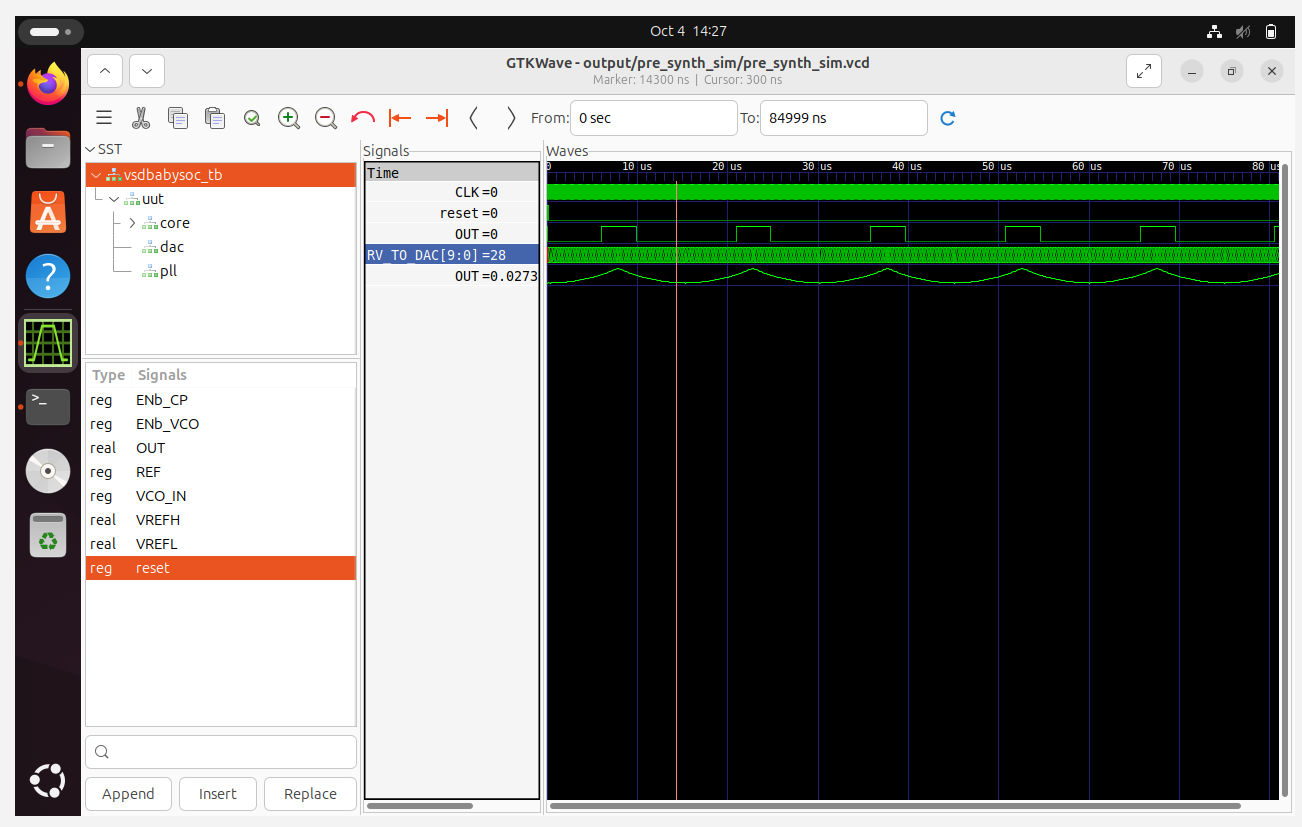 Oct 4 14:27
GTKWave - output/pre_synth_sim/pre_synth_sim.vcd
Marker: 14300 ns | Cursor: 300 ns
From: 0 sec To: 84999 ns
SST
vsdbabysoc_tb
uut
core
dac
pll
Type Signals
reg ENb_CP
reg ENb_VCO
real OUT
reg REF
reg VCO_IN
real VREFH
real VREFL
reg reset
Append Insert Replace
Signals
Time
CLK=0
reset=0
OUT=0
RV_TO_DAC[9:0]=28
OUT=0.0273
Waves
0 10 us 20 us 30 us 40 us 50 us 60 us 70 us 80 us
>_
?